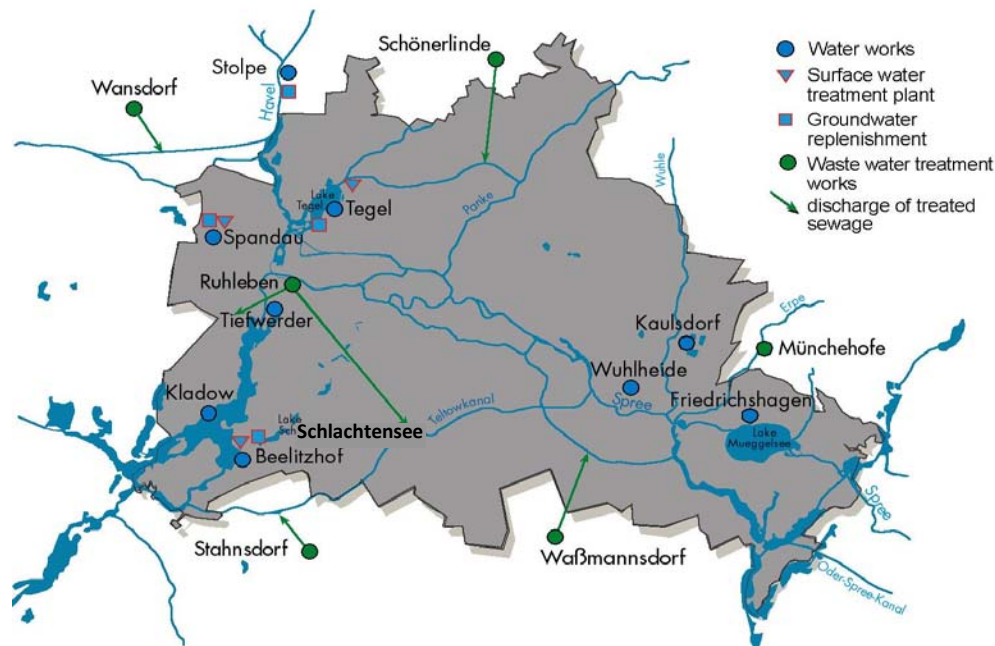 Schönerlinde
Stolpe
Wansdorf
Havel
Water works
Surface water
treatment plant
Groundwater
replenishment
Waste water treatment
works
discharge of treated
sewage
Wuhle
Lake
Tegel
Tegel
Panke
Spandau
Ruhleben
Tiefwerder
Erpe
Kaulsdorf
Münchehofe
Wuhlheide
Kladow
Spree
Friedrichshagen
Teltowkanal
Lake
Sch
Schlachtensee
Lake
Mueggelsee
Beelitzhof
Spree
Stahnsdorf
Waßmannsdorf
Oder-Spree-Kanal